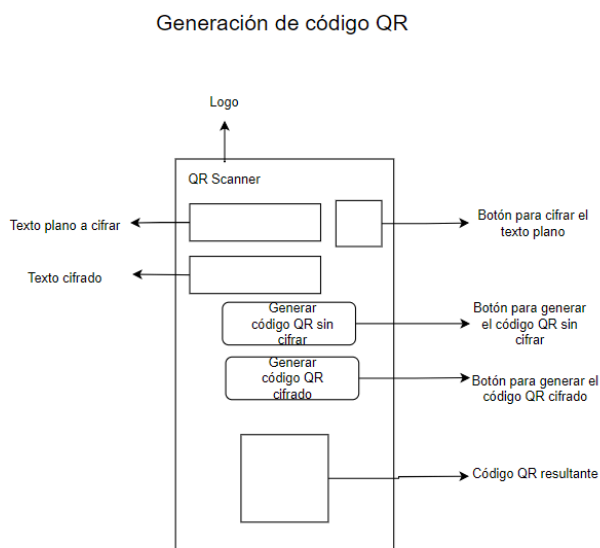 Generación de código QR
Logo
QR Scanner
Texto plano a cifrar
Botón para cifrar el
texto plano
Texto cifrado
Generar
código QR sin
cifrar
Botón para generar
el código QR sin
cifrar
Generar
código QR
cifrado
Botón para generar el
código QR cifrado
Código QR resultante